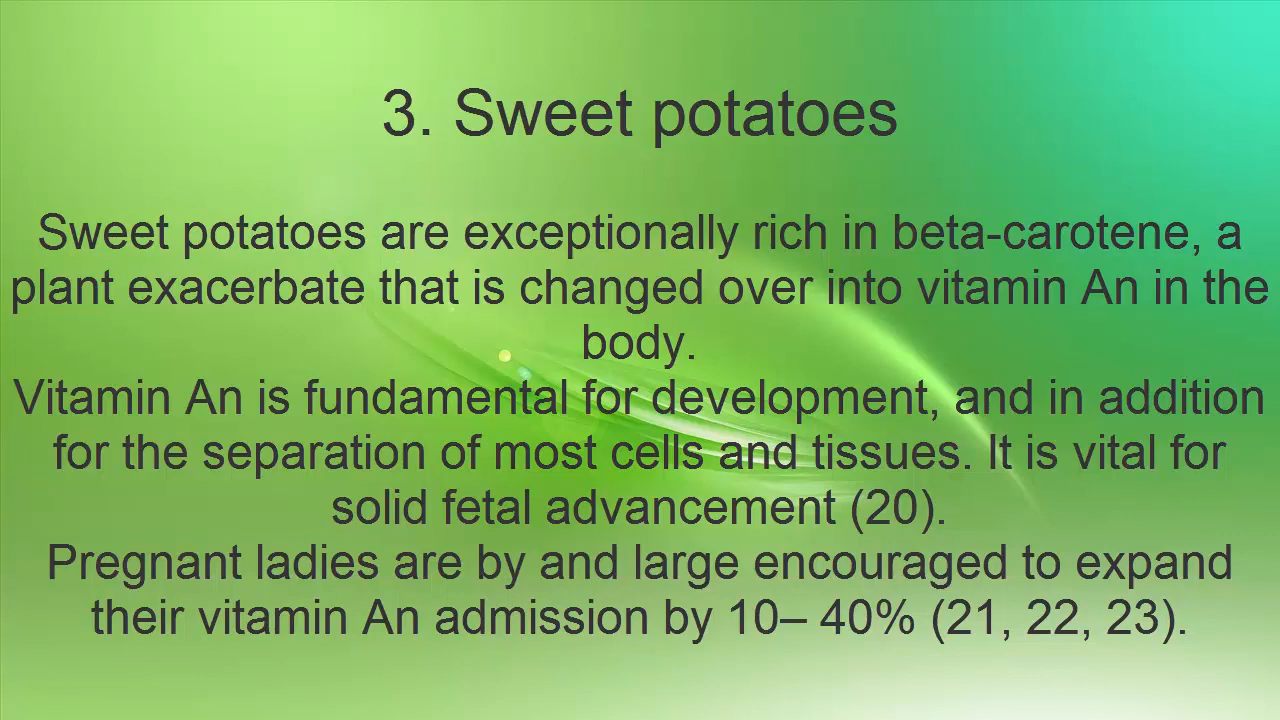 3. Sweet potatoes
Sweet potatoes are exceptionally rich in beta-carotene, a
plant exacerbate that is changed over into vitamin An in the
body.
Vitamin An is fundamental for development, and in addition
for the separation of most cells and tissues. It is vital for
solid fetal advancement (20).
Pregnant ladies are by and large encouraged to expand
their vitamin An admission by 10– 40% (21, 22, 23).